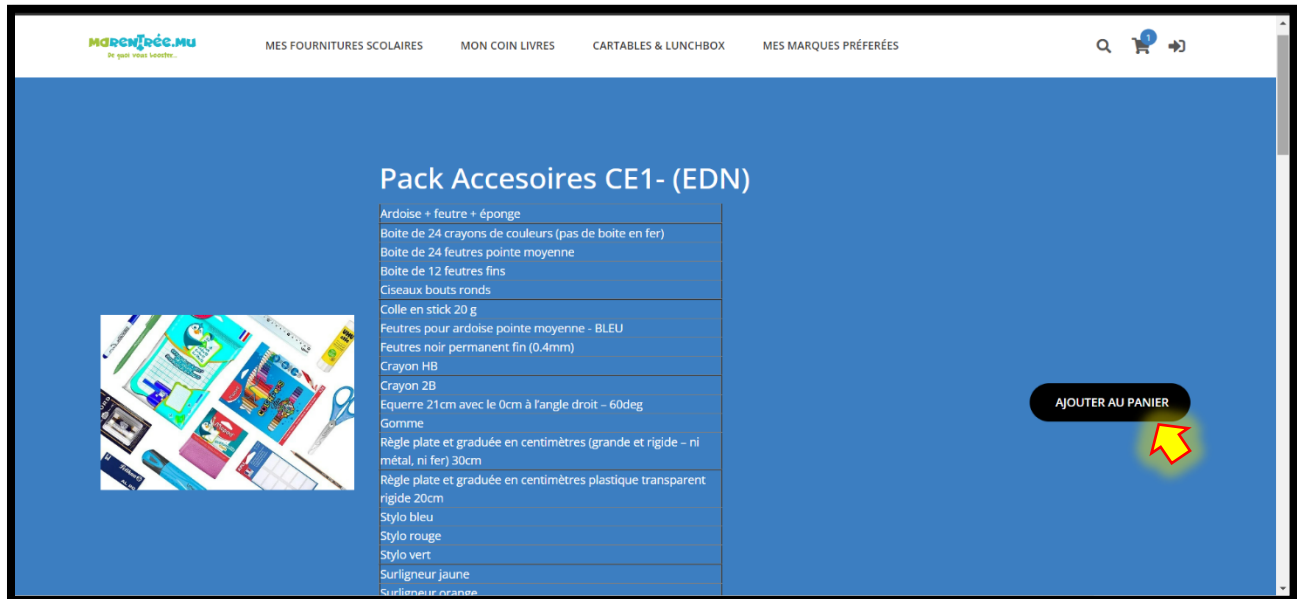 MaRentrée.mu
De quoi vous booster..
MES FOURNITURES SCOLAIRES MON COIN LIVRES CARTABLES & LUNCHBOX MES MARQUES PRÉFEREÉS
1
Pack Accesoires CE1- (EDN)
Ardoise + feutre + éponge
Boite de 24 crayons de couleurs (pas de boite en fer)
Boite de 24 feutres pointe moyenne
Boite de 12 feutres fins
Ciseaux bouts ronds
Colle en stick 20 g
Feutres pour ardoise pointe moyenne - BLEU
Feutres noir permanent fin (0.4mm)
Crayon HB
Crayon 2B
Equerre 21cm avec le 0cm à l'angle droit – 60deg
Gomme
Règle plate et graduée en centimètres (grande et rigide – ni
métal, ni fer) 30cm
Règle plate et graduée en centimètres plastique transparent
rigide 20cm
Stylo bleu
Stylo rouge
Stylo vert
Surligneur jaune
Surligneur orange
AJOUTER AU PANIER